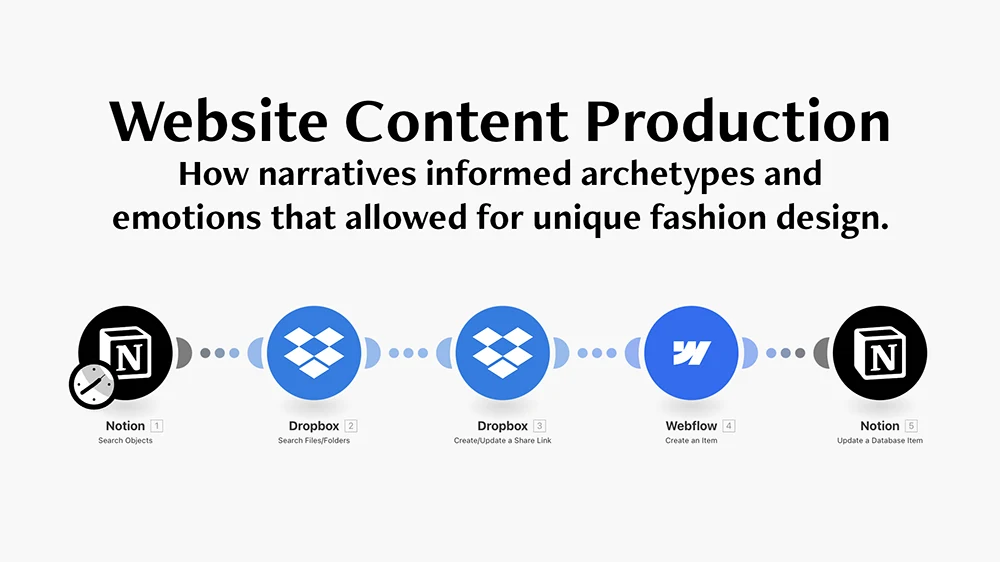 Website Content Production
How narratives informed archetypes and
emotions that allowed for unique fashion design.
N
N
Notion 1
Search Objects
Dropbox 2
Search Files/Folders
Dropbox 3
Create/Update a Share Link
Webflow 4
Create an Item
Notion 5
Update a Database Item